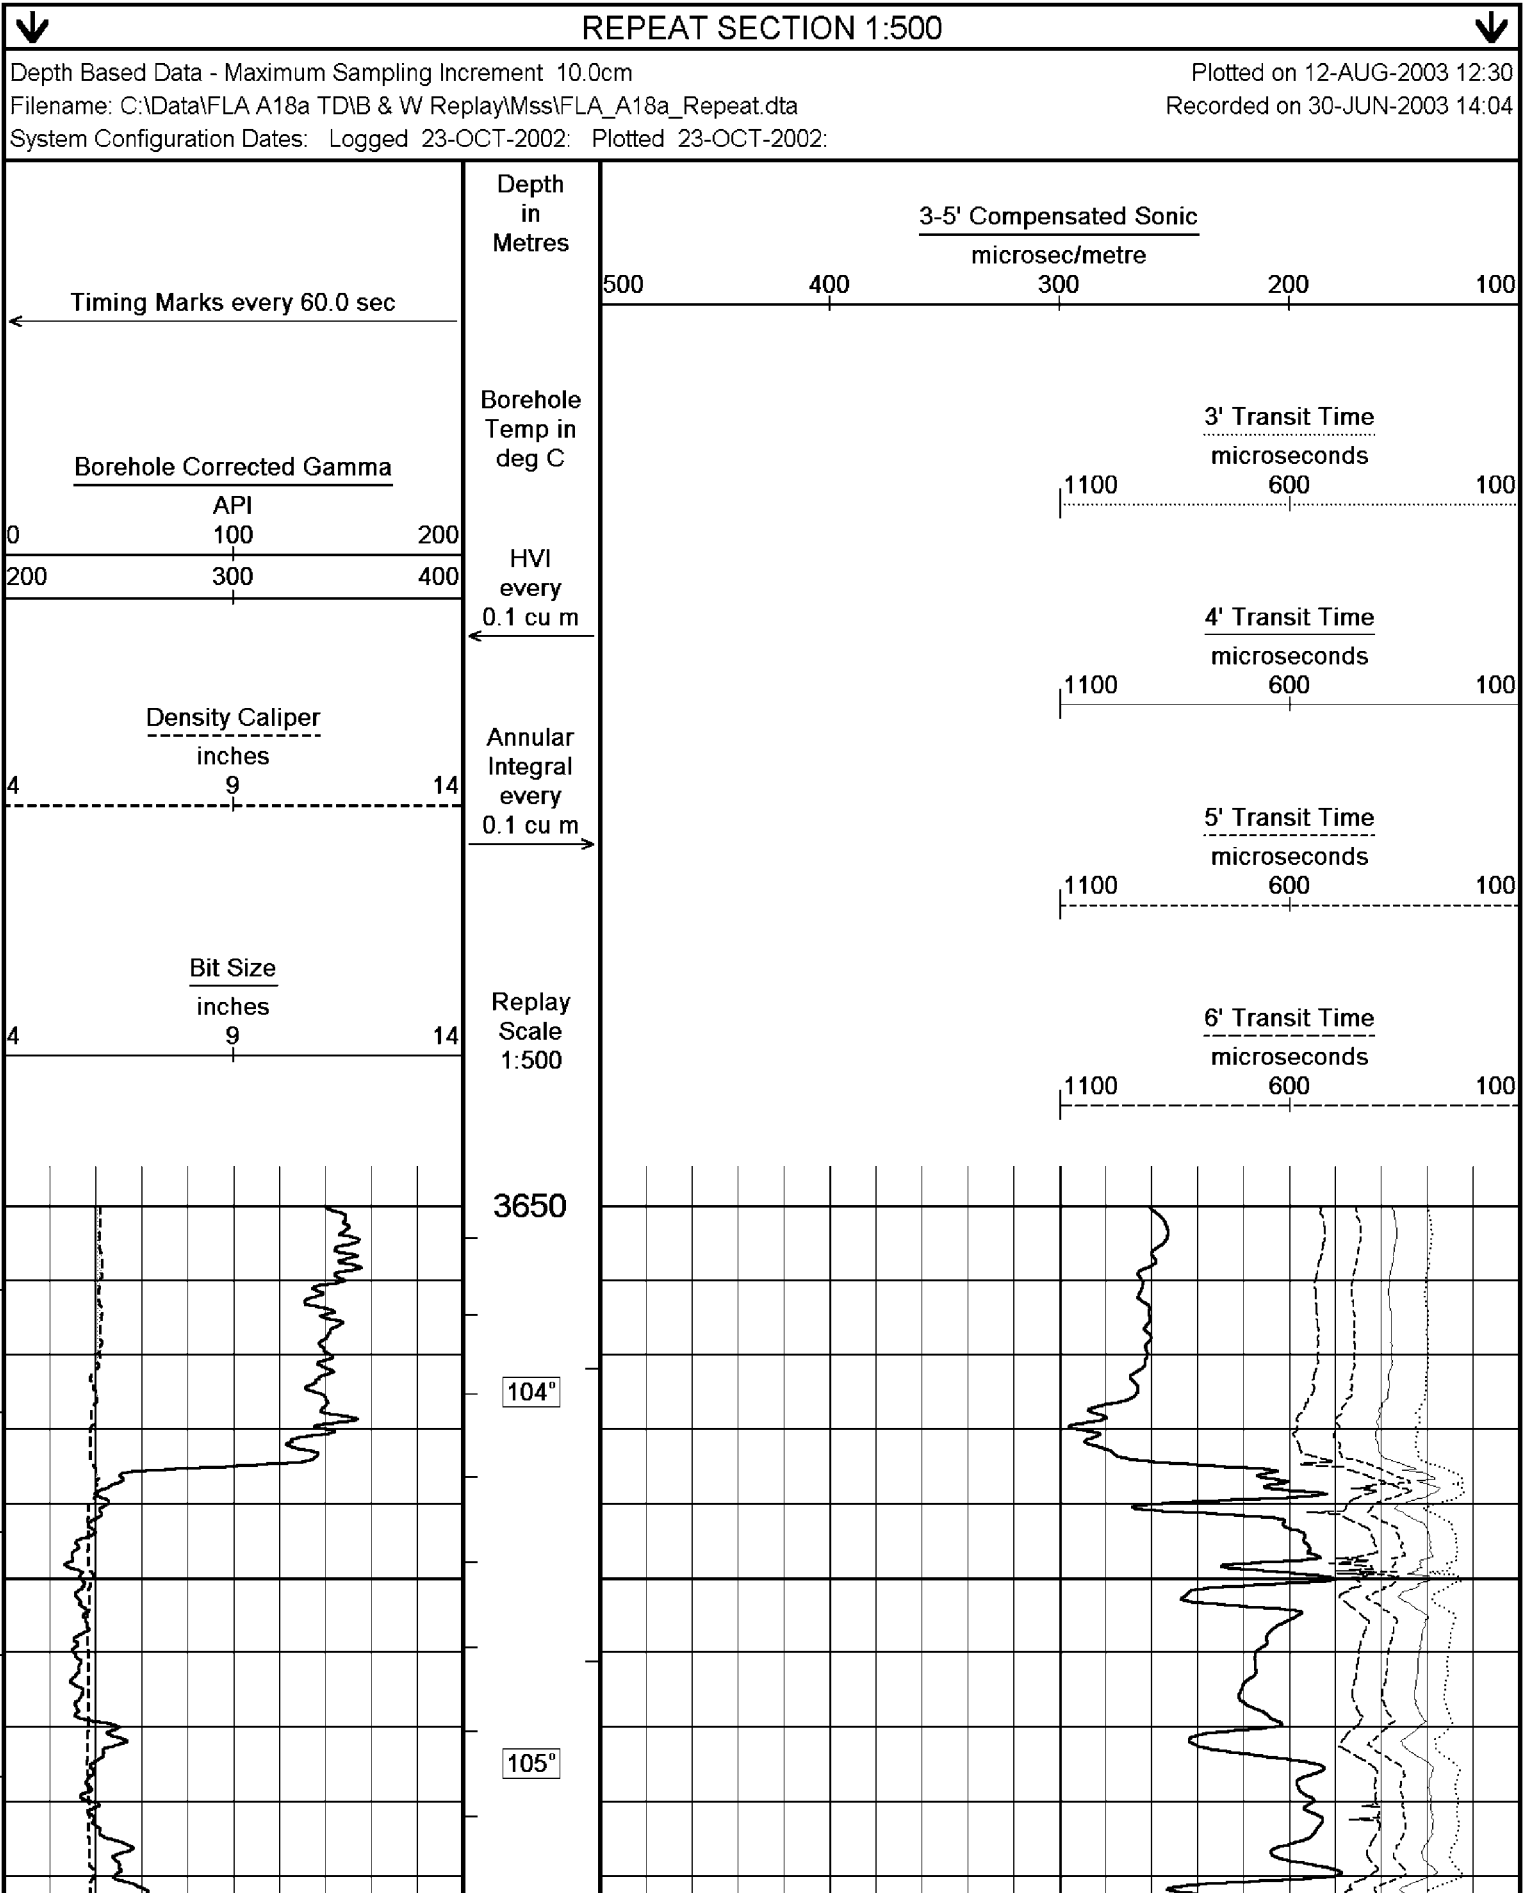 REPEAT SECTION 1:500
Depth Based Data - Maximum Sampling Increment 10.0cm
Plotted on 12-AUG-2003 12:30
Filename: C:\Data\FLA A18a TD\B & W Replay\Mss\FLA_A18a_Repeat.dta
Recorded on 30-JUN-2003 14:04
System Configuration Dates: Logged 23-OCT-2002: Plotted 23-OCT-2002:
Timing Marks every 60.0 sec
Borehole Corrected Gamma
API
0 100 200
200 300 400
Density Caliper
inches
4 9 14
Bit Size
inches
4 9 14
Depth
in
Metres
Borehole
Temp in
deg C
HVI
every
0.1 cu m
Annular
Integral
every
0.1 cu m
Replay
Scale
1:500
3-5' Compensated Sonic
microsec/metre
500 400 300 200 100
3' Transit Time
microseconds
1100 600 100
4' Transit Time
microseconds
1100 600 100
5' Transit Time
microseconds
1100 600 100
6' Transit Time
microseconds
1100 600 100
3650
104°
105°